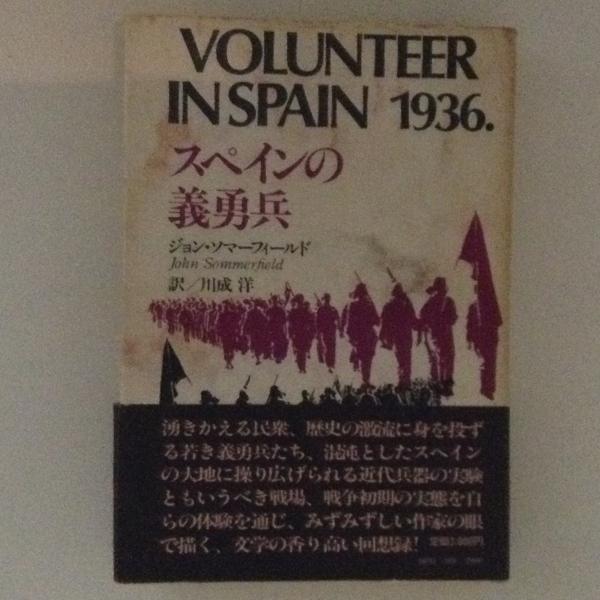 VOLUNTEER
IN SPAIN 1936.
スペインの
義勇兵
ジョン・ソマーフィールド
John Sommerfield
訳／川成 洋
湧きかえる民衆、歴史の激流に身を投ず
る若き義勇兵たち、混沌としたスペイン
の大地に操り広げられる近代兵器の実験
ともいうべき戦場、戦争初期の実態を自
らの体験を通じ、みずみずしい作家の眼
で描く、文学の香り高い回想録！